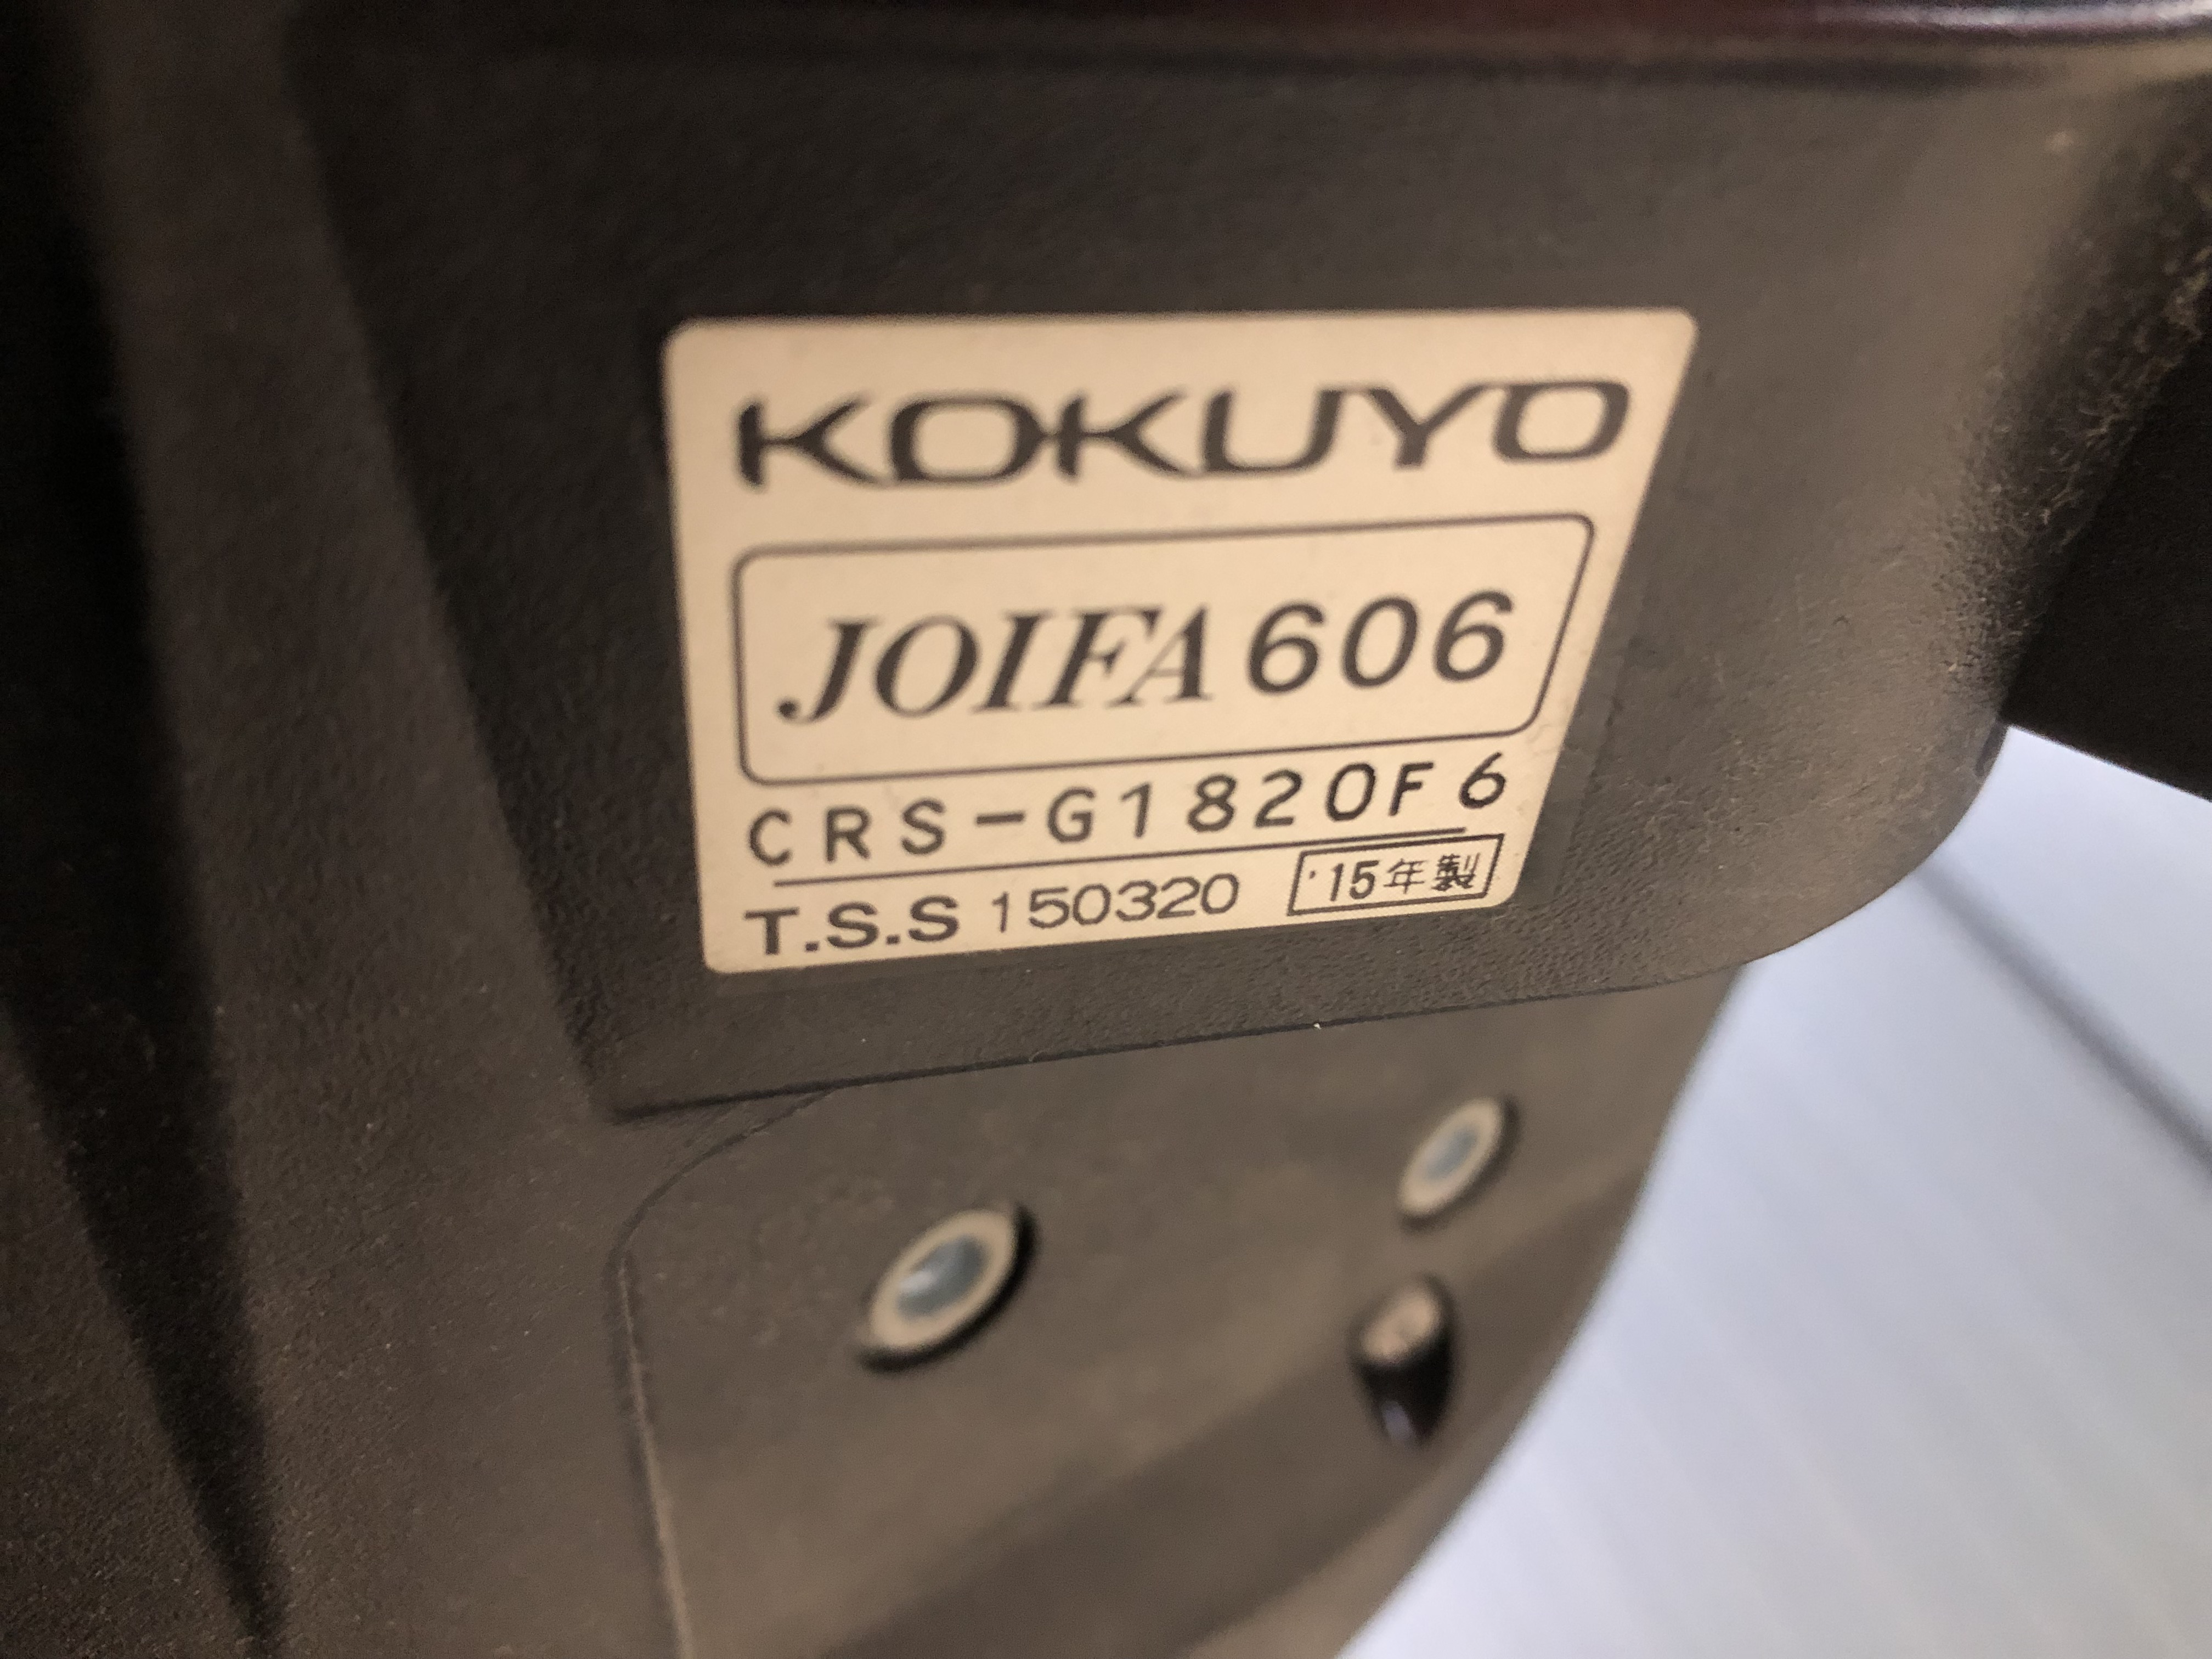 KOKUYO
JOIFA 606
CRS-G1820F6
T.S.S 150320 '15年製